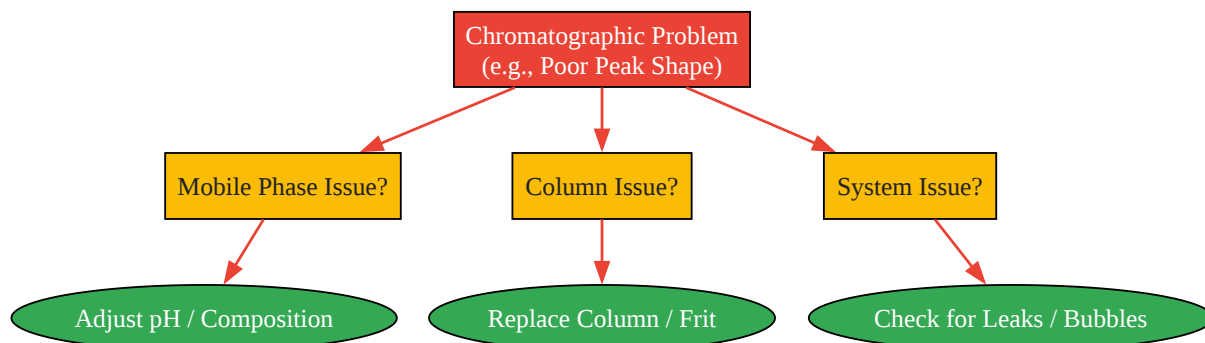 Chromatographic Problem
(e.g., Poor Peak Shape)
Mobile Phase Issue?
Column Issue?
System Issue?
Adjust pH / Composition
Replace Column / Frit
Check for Leaks / Bubbles